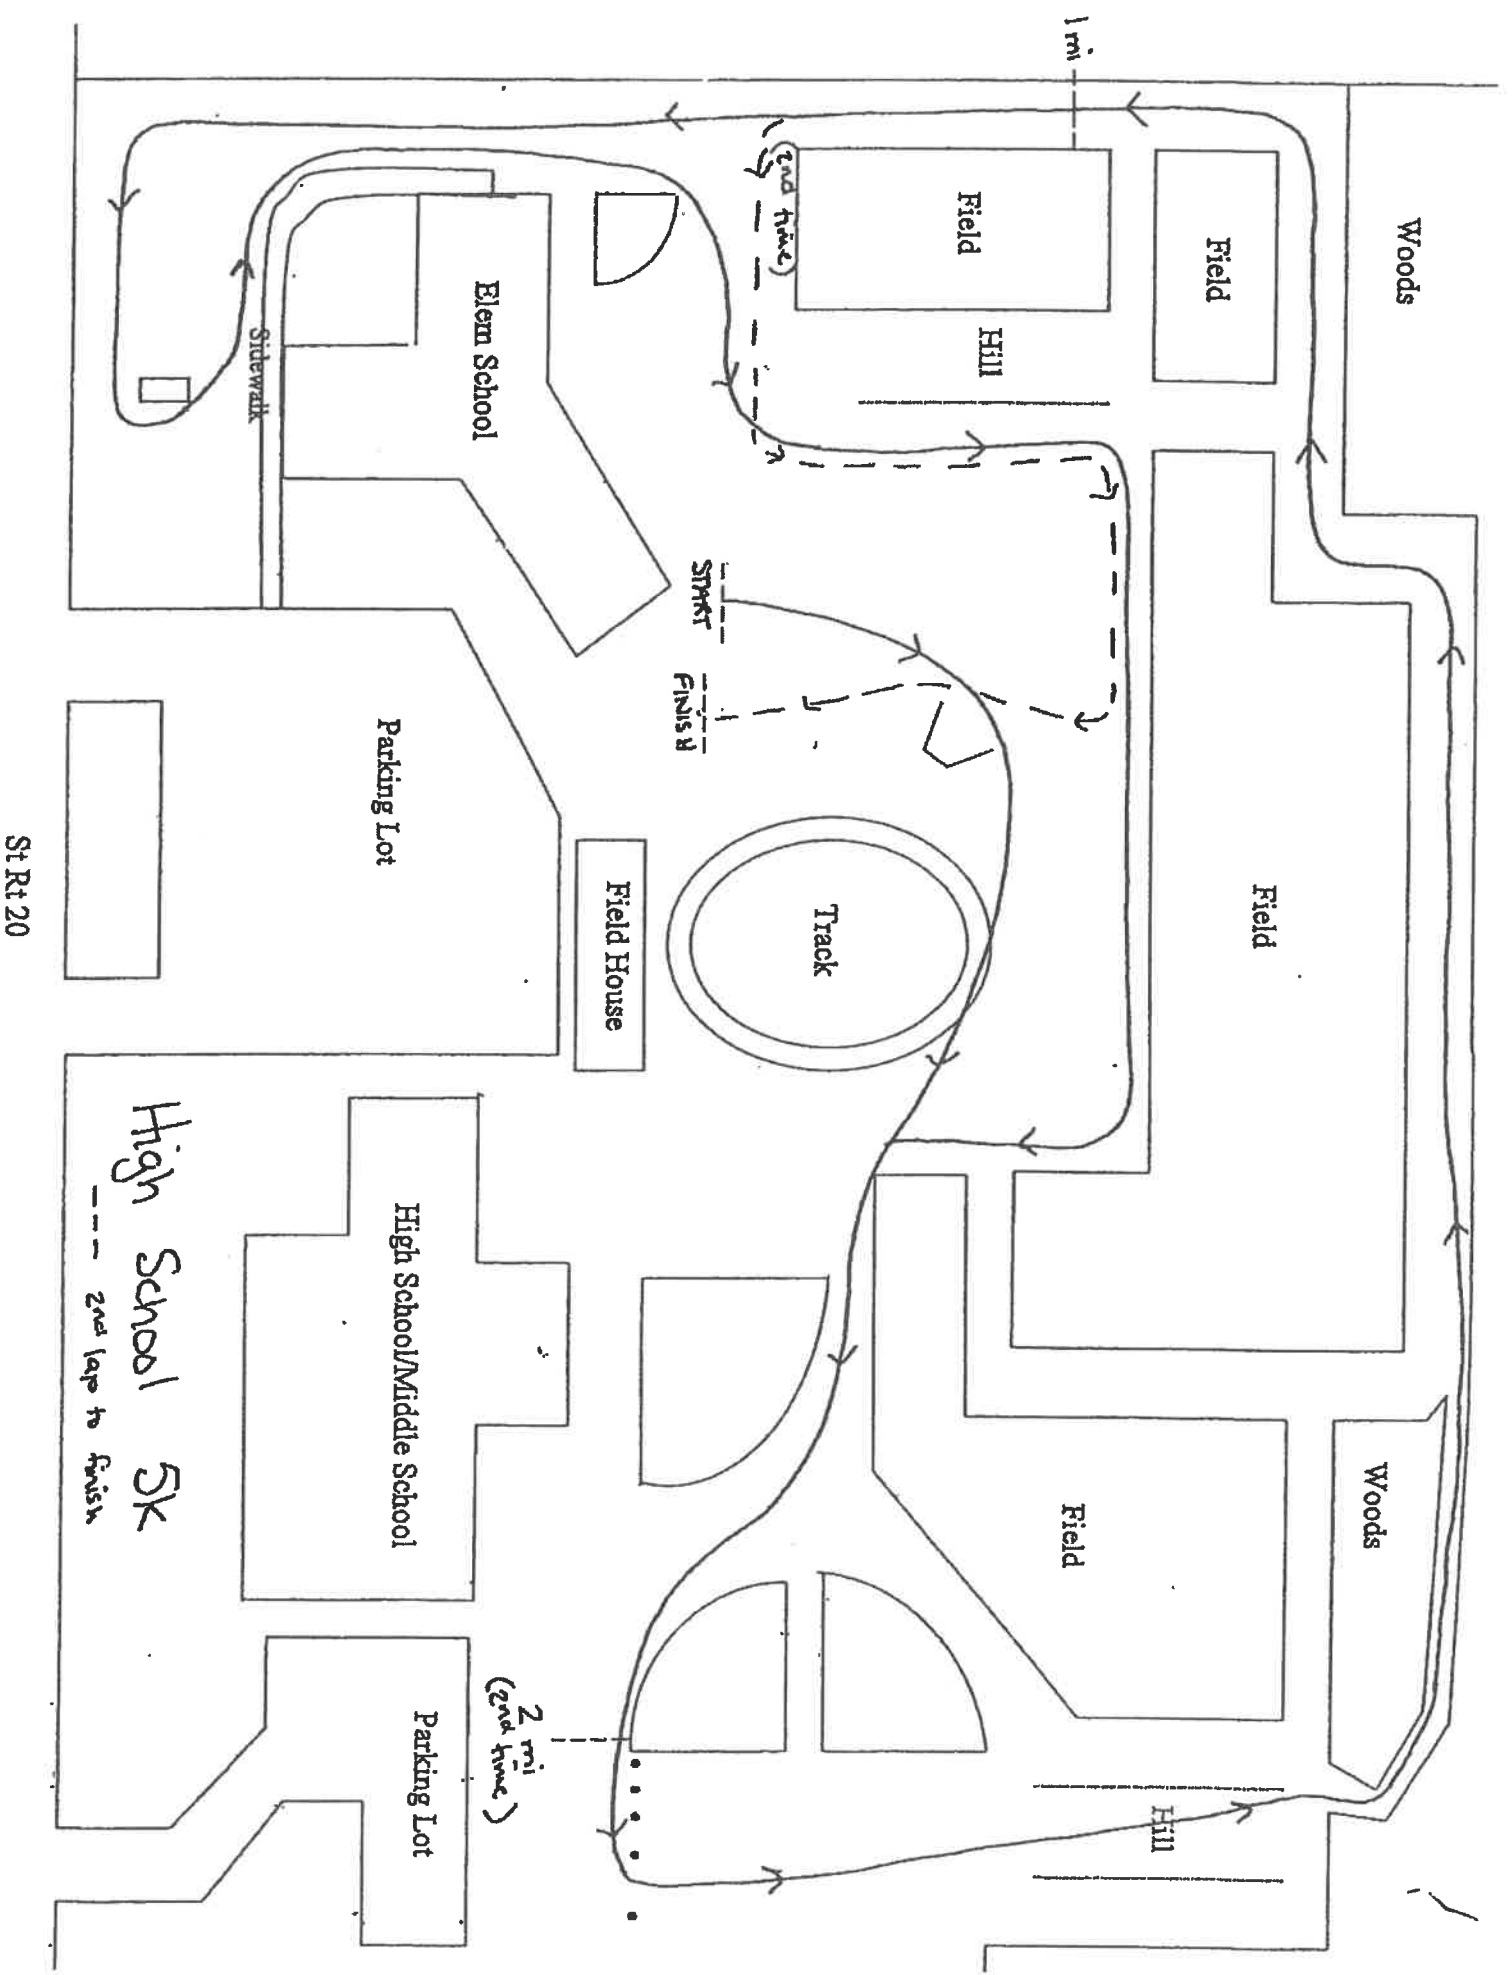 1 mi
Woods
Field
Field
(2nd time)
Hill
Elem School
Sidewalk
START
FINISH
Field
Parking Lot
Track
Field House
St Rt 20
High School/Middle School
Field
Woods
2 mi
(2nd time)
Parking Lot
Hill
High School 5K
--- 2nd lap to finish